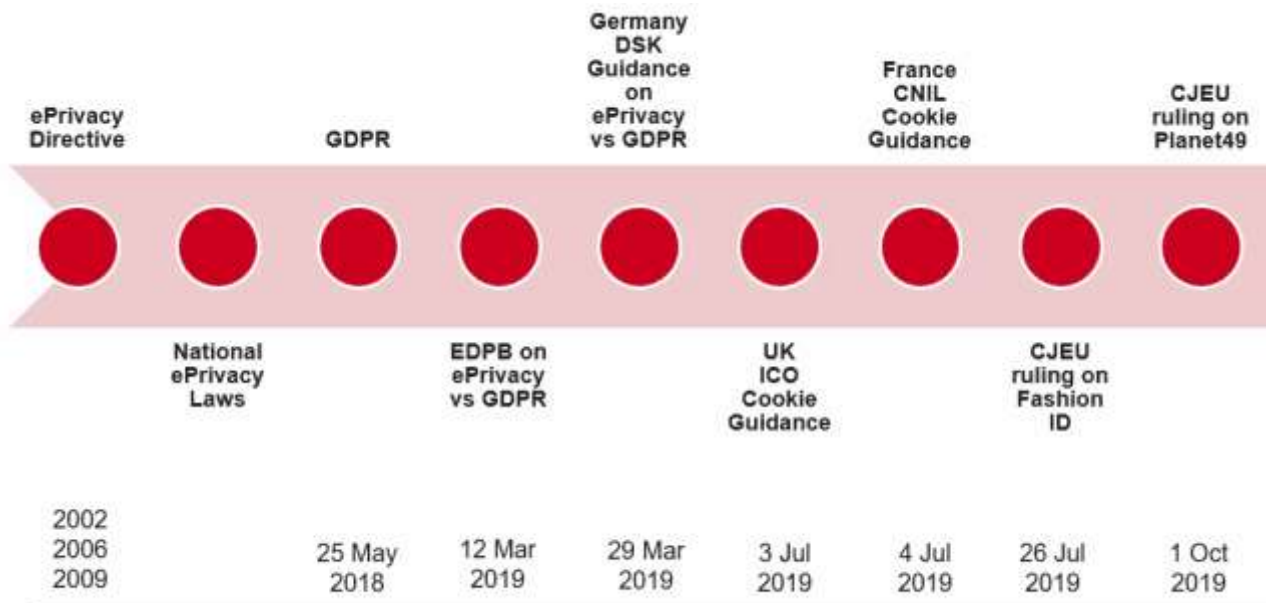 ePrivacy
Directive
GDPR
Germany
DSK
Guidance
on
ePrivacy
vs GDPR
France
CNIL
Cookie
Guidance
CJEU
ruling on
Planet49
National
ePrivacy
Laws
EDPB on
ePrivacy
vs GDPR
UK
ICO
Cookie
Guidance
CJEU
ruling on
Fashion
ID
2002
2006
2009
25 May
2018
12 Mar
2019
29 Mar
2019
3 Jul
2019
4 Jul
2019
26 Jul
2019
1 Oct
2019